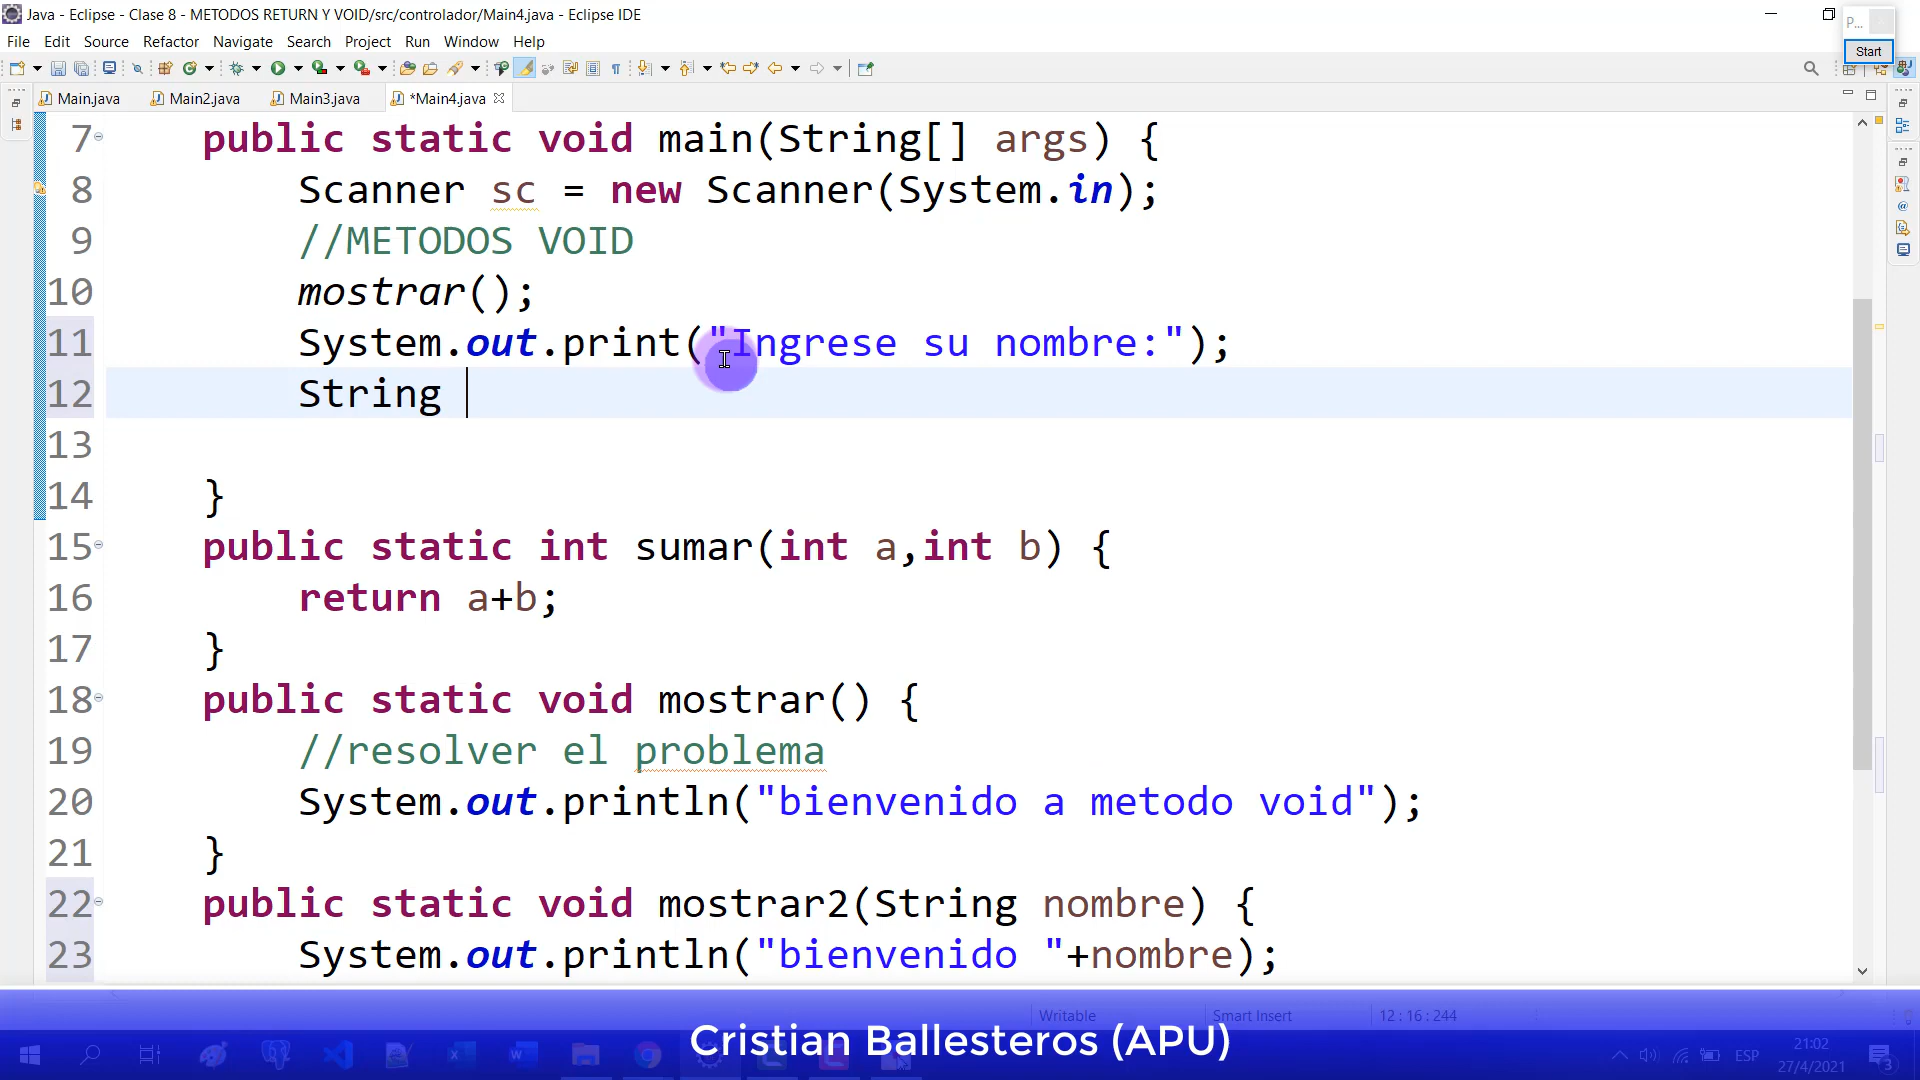 Java - Eclipse - Clase 8 - METODOS RETURN Y VOID/src/controlador/Main4.java - Eclipse IDE
P...
File Edit Source Refactor Navigate Search Project Run Window Help
Start
Main.java Main2.java Main3.java *Main4.java
7 public static void main(String[] args) {
8 Scanner sc = new Scanner(System.in);
9 //METODOS VOID
10 mostrar();
11 System.out.print("Ingrese su nombre:");
12 String
13
14 }
15 public static int sumar(int a,int b) {
16 return a+b;
17 }
18 public static void mostrar() {
19 //resolver el problema
20 System.out.println("bienvenido a metodo void");
21 }
22 public static void mostrar2(String nombre) {
23 System.out.println("bienvenido "+nombre);
Writable Smart Insert 12 : 16 : 244
Cristian Ballesteros (APU)
ESP
21:02
27/4/2021
3